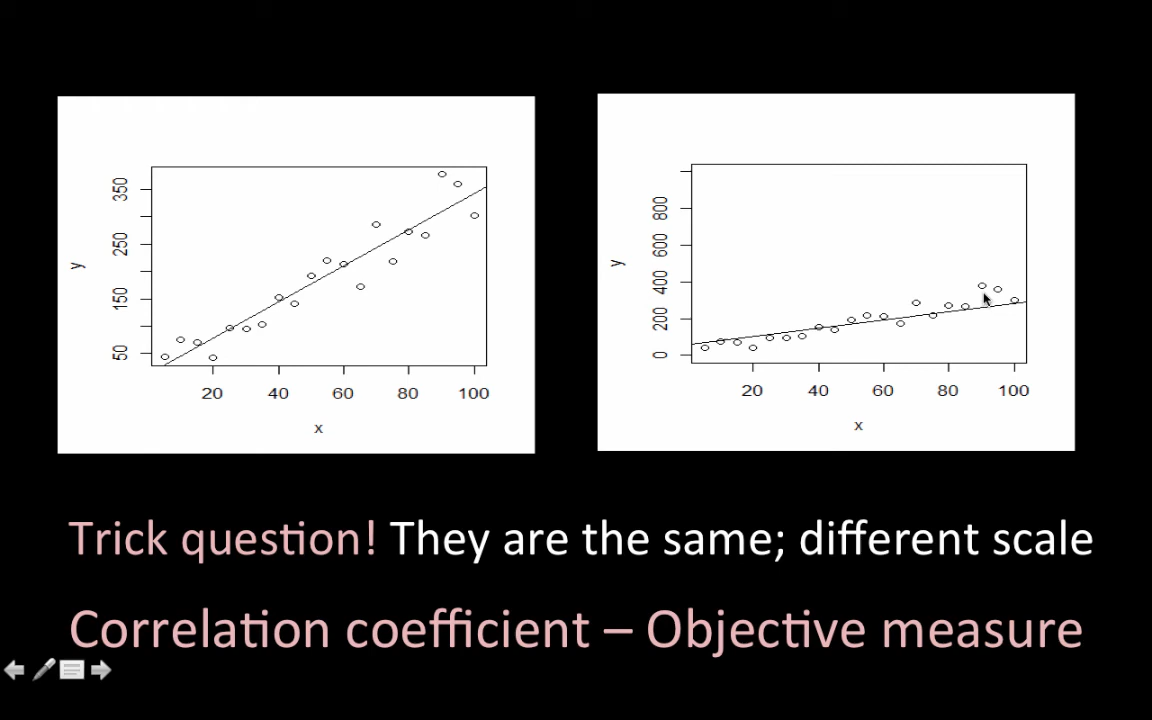 350
250
150
50
y
20 40 60 80 100
x
800
600
400
200
0
y
20 40 60 80 100
x
Trick question! They are the same; different scale
Correlation coefficient – Objective measure